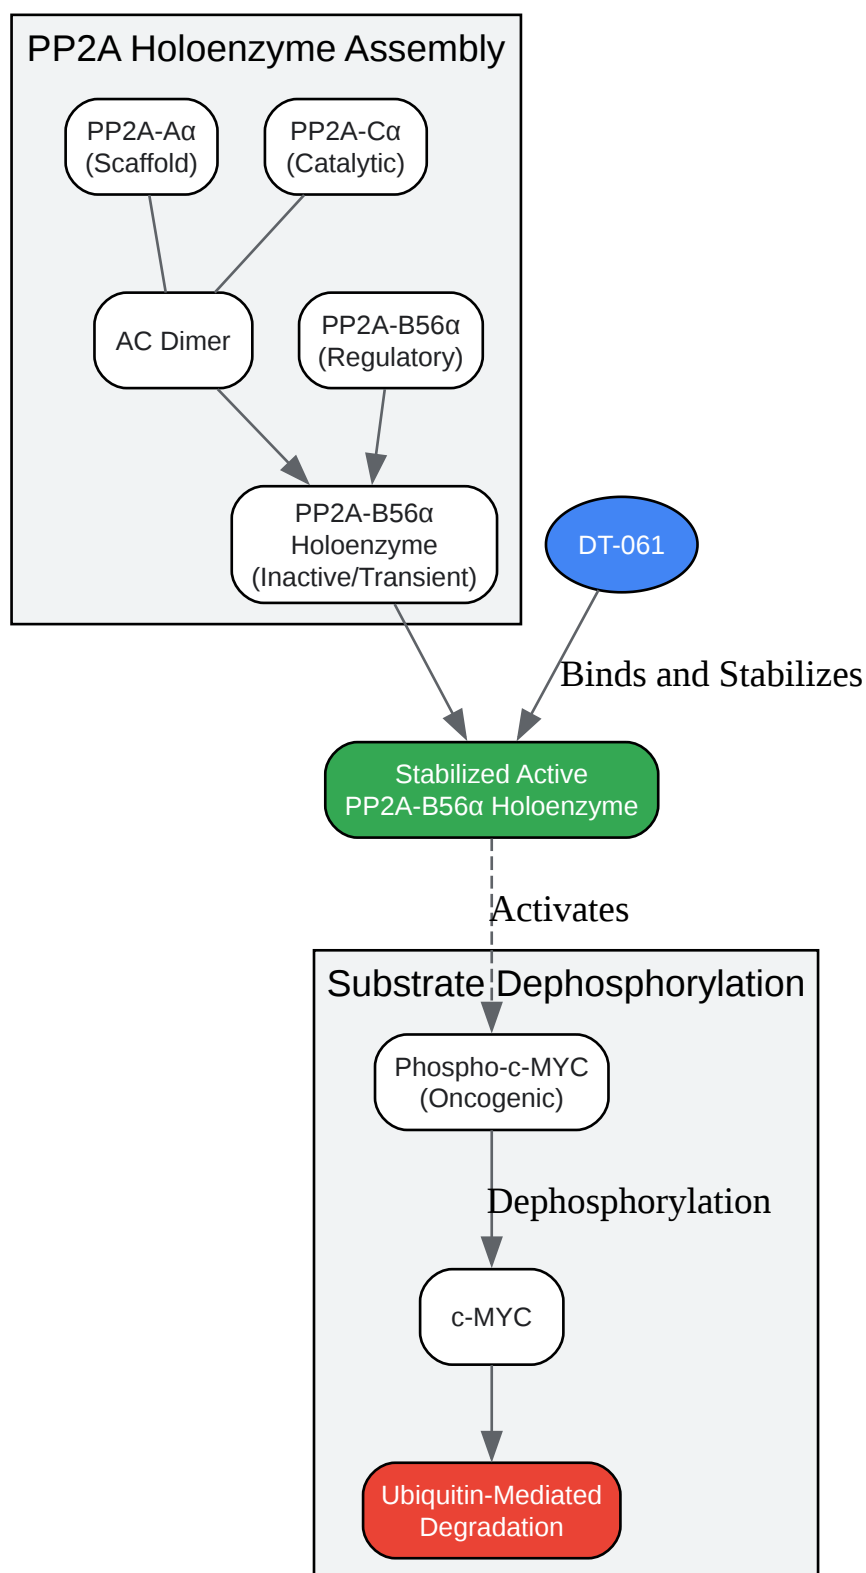 PP2A Holoenzyme Assembly
PP2A-Aα
(Scaffold)
PP2A-Cα
(Catalytic)
AC Dimer
PP2A-B56α
(Regulatory)
PP2A-B56α
Holoenzyme
(Inactive/Transient)
DT-061
Binds and Stabilizes
Stabilized Active
PP2A-B56α Holoenzyme
Activates
Substrate Dephosphorylation
Phospho-c-MYC
(Oncogenic)
Dephosphorylation
c-MYC
Ubiquitin-Mediated
Degradation